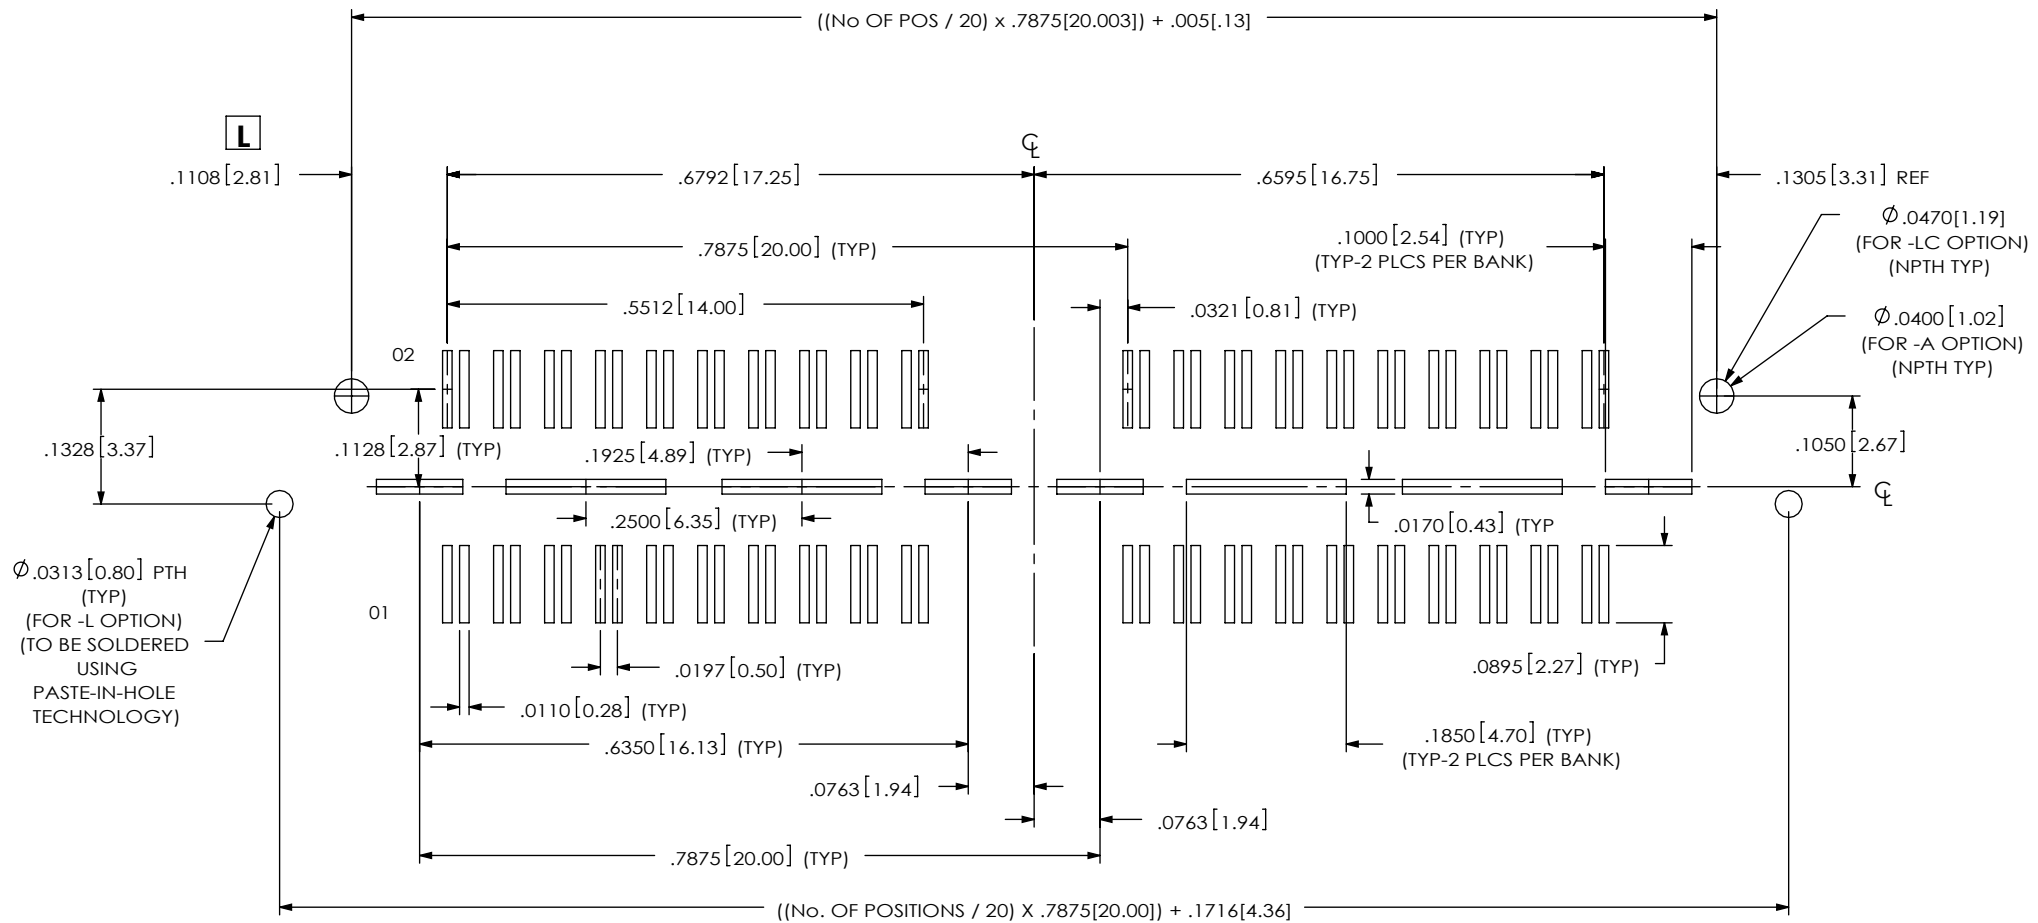 ((No OF POS / 20) x .7875[20.003]) + .005[.13]
L
.1108[2.81]
.6792[17.25]
℄
.6595[16.75]
.1305[3.31] REF
.7875[20.00] (TYP)
.1000[2.54] (TYP)
(TYP-2 PLCS PER BANK)
Ø.0470[1.19]
(FOR -LC OPTION)
(NPTH TYP)
.5512[14.00]
.0321[0.81] (TYP)
Ø.0400[1.02]
(FOR -A OPTION)
(NPTH TYP)
02
.1328[3.37]
.1128[2.87] (TYP)
.1925[4.89] (TYP)
.1050[2.67]
℄
.2500[6.35] (TYP)
.0170[0.43] (TYP
Ø.0313[0.80] PTH
(TYP)
(FOR -L OPTION)
(TO BE SOLDERED
USING
PASTE-IN-HOLE
TECHNOLOGY)
01
.0197[0.50] (TYP)
.0895[2.27] (TYP)
.0110[0.28] (TYP)
.6350[16.13] (TYP)
.1850[4.70] (TYP)
(TYP-2 PLCS PER BANK)
.0763[1.94]
.0763[1.94]
.7875[20.00] (TYP)
((No. OF POSITIONS / 20) X .7875[20.00]) + .1716[4.36]